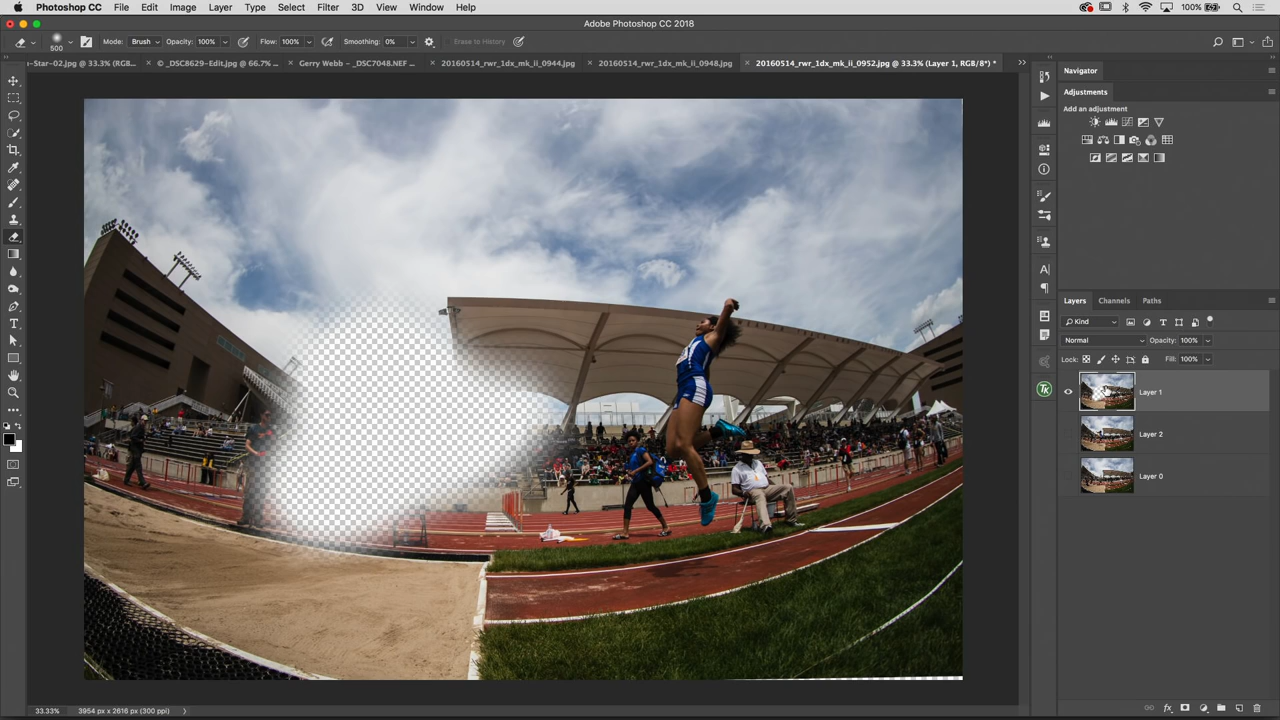 Photoshop CC File Edit Image Layer Type Select Filter 3D View Window Help 100%
Adobe Photoshop CC 2018
500 Mode: Brush Opacity: 100% Flow: 100% Smoothing: 0% Erase to History
-Star-02.jpg @ 33.3% (RG... × © _DSC8629-Edit.jpg @ 66.7% ... × Gerry Webb – _DSC7048.NEF ... × 20160514_rwr_1dx_mk_ii_0944.jpg × 20160514_rwr_1dx_mk_ii_0948.jpg × 20160514_rwr_1dx_mk_ii_0952.jpg @ 33.3% (Layer 1, RGB/8*) *
Navigator
Adjustments
Add an adjustment
Layers Channels Paths
Kind
Normal Opacity: 100%
Lock: Fill: 100%
TK
Layer 1
Layer 2
Layer 0
33.33% 3954 px x 2616 px (300 ppi)